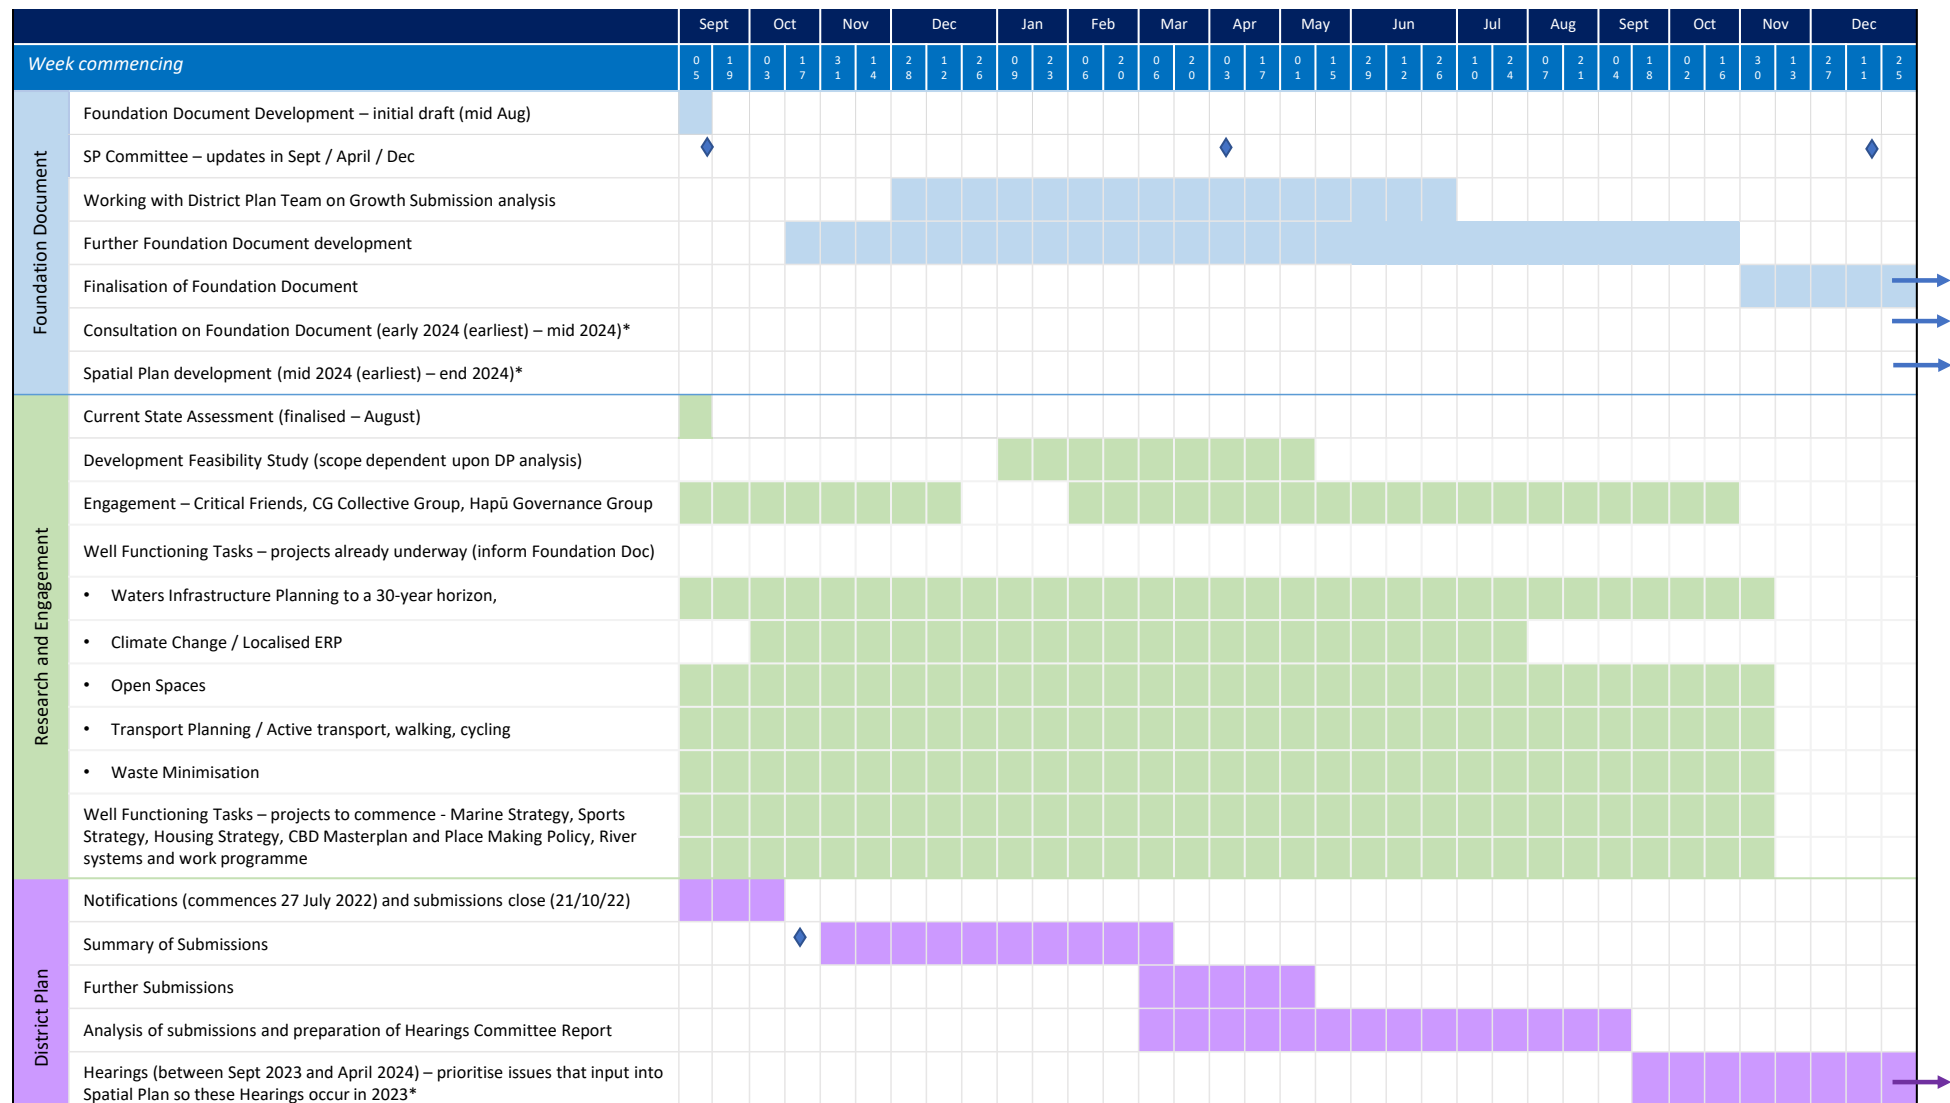 Sept Oct Nov Dec Jan Feb Mar Apr May Jun Jul Aug Sept Oct Nov Dec
Week commencing 05 19 03 17 31 14 28 12 26 09 23 06 20 06 20 03 17 01 15 29 12 26 10 24 07 21 04 18 02 16 30 13 27 11 25
Foundation Document
Foundation Document Development – initial draft (mid Aug)
SP Committee – updates in Sept / April / Dec
Working with District Plan Team on Growth Submission analysis
Further Foundation Document development
Finalisation of Foundation Document
Consultation on Foundation Document (early 2024 (earliest) – mid 2024)*
Spatial Plan development (mid 2024 (earliest) – end 2024)*
Research and Engagement
Current State Assessment (finalised – August)
Development Feasibility Study (scope dependent upon DP analysis)
Engagement – Critical Friends, CG Collective Group, Hapū Governance Group
Well Functioning Tasks – projects already underway (inform Foundation Doc)
• Waters Infrastructure Planning to a 30-year horizon,
• Climate Change / Localised ERP
• Open Spaces
• Transport Planning / Active transport, walking, cycling
• Waste Minimisation
Well Functioning Tasks – projects to commence - Marine Strategy, Sports
Strategy, Housing Strategy, CBD Masterplan and Place Making Policy, River
systems and work programme
District Plan
Notifications (commences 27 July 2022) and submissions close (21/10/22)
Summary of Submissions
Further Submissions
Analysis of submissions and preparation of Hearings Committee Report
Hearings (between Sept 2023 and April 2024) – prioritise issues that input into
Spatial Plan so these Hearings occur in 2023*